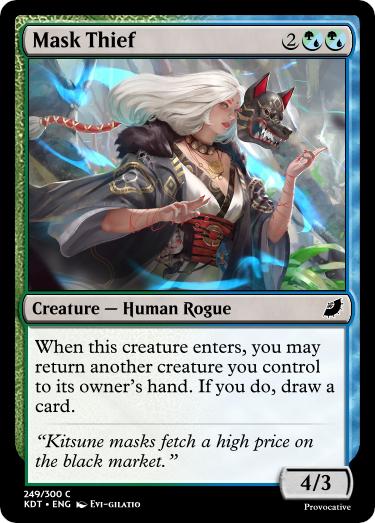 Mask Thief 2
Creature — Human Rogue
When this creature enters, you may
return another creature you control
to its owner's hand. If you do, draw a
card.
“Kitsune masks fetch a high price on
the black market.”
4/3
249/300 C
KDT • ENG Evi-gilatio
Provocative